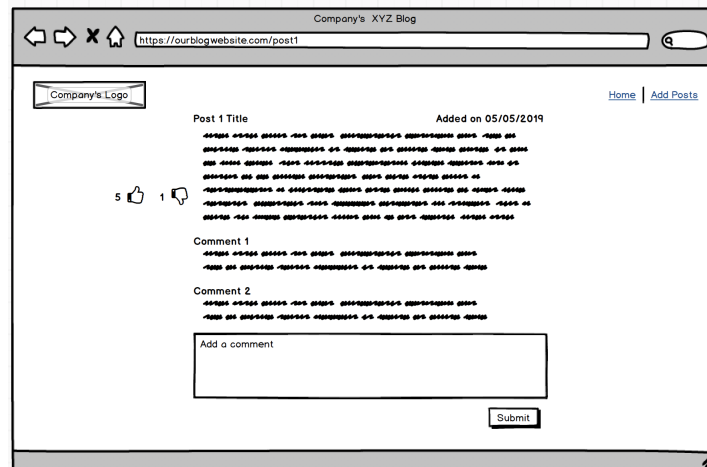 Company's XYZ Blog
https://ourblogwebsite.com/post1
Company's Logo
Home Add Posts
Post 1 Title Added on 05/05/2019
5 1
Comment 1
Comment 2
Add a comment
Submit